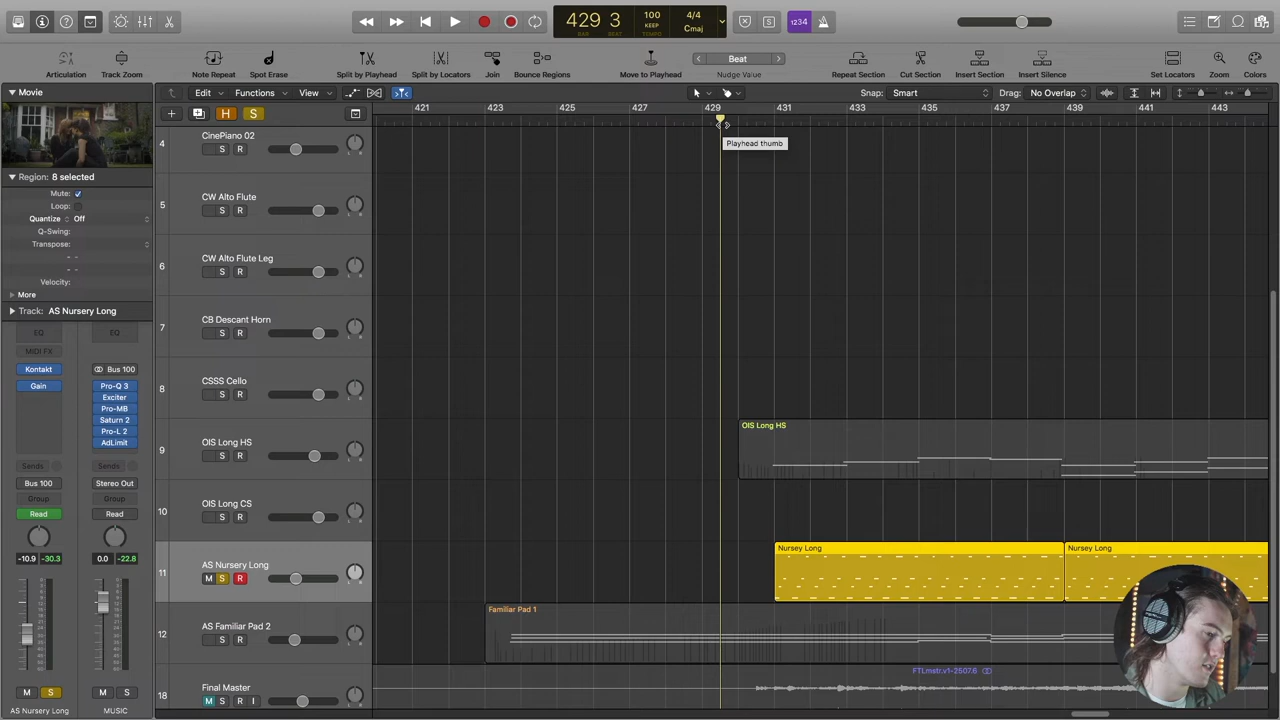 429 3
BAR BEAT
100
KEEP
TEMPO
4/4
Cmaj
1234
Articulation
Track Zoom
Note Repeat
Spot Erase
Split by Playhead
Split by Locators
Join
Bounce Regions
Move to Playhead
Beat
Nudge Value
Repeat Section
Cut Section
Insert Section
Insert Silence
Set Locators
Zoom
Colors
Movie
Edit
Functions
View
Snap: Smart
Drag: No Overlap
H
S
421 423 425 427 429 431 433 435 437 439 441 443
Playhead thumb
Region: 8 selected
Mute:
Loop:
Quantize Off
Q-Swing:
Transpose:
Velocity:
More
Track: AS Nursery Long
EQ
MIDI FX
Kontakt
Gain
Sends
Bus 100
Group
Read
-10.9 -30.3
M S
AS Nursery Long
EQ
Bus 100
Pro-Q 3
Exciter
Pro-MB
Saturn 2
Pro-L 2
AdLimit
Sends
Stereo Out
Group
Read
0.0 -22.8
M S
MUSIC
4 CinePiano 02
S R
5 CW Alto Flute
S R
6 CW Alto Flute Leg
S R
7 CB Descant Horn
S R
8 CSSS Cello
S R
9 OIS Long HS
S R
10 OIS Long CS
S R
11 AS Nursery Long
M S R
12 AS Familiar Pad 2
S R
18 Final Master
M S R I
OIS Long HS
Nursey Long
Nursey Long
Familiar Pad 1
FTLmstr.v1-2507.6